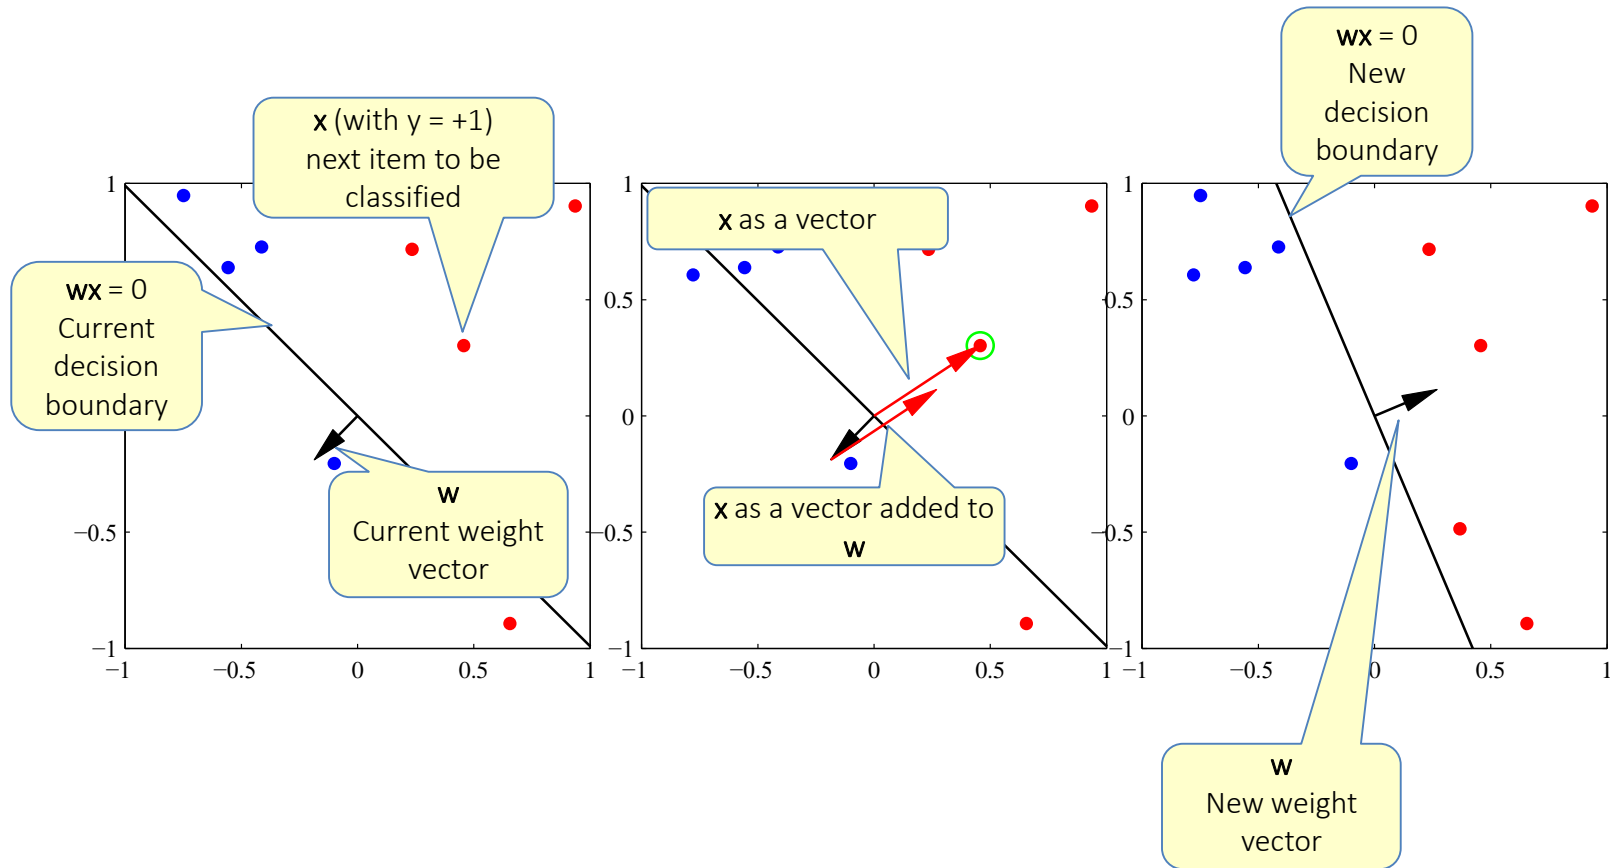 x (with y = +1)
next item to be
classified
wx = 0
Current
decision
boundary
w
Current weight
vector
1
−0.5
−1
−1
−0.5
0
0.5
1
x as a vector
x as a vector added to
w
1
0.5
0
−0.5
−1
−1
−0.5
0
0.5
1
wx = 0
New
decision
boundary
w
New weight
vector
1
0.5
0
−0.5
−1
−1
−0.5
0
0.5
1